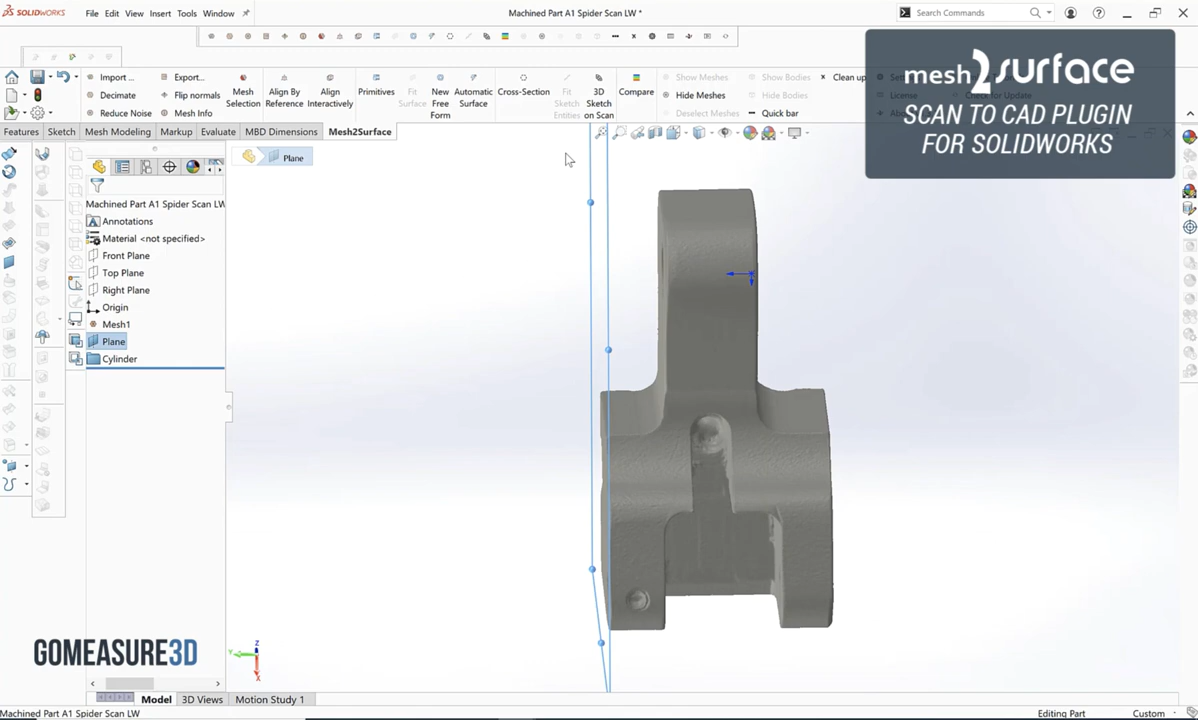 SOLIDWORKS
File Edit View Insert Tools Window
Machined Part A1 Spider Scan LW *
Search Commands
mesh2surface
SCAN TO CAD PLUGIN
FOR SOLIDWORKS
Import ...
Export...
Decimate
Flip normals
Reduce Noise
Mesh Info
Mesh
Selection
Align By
Reference
Align
Interactively
Primitives
Fit
Surface
New
Free
Form
Automatic
Surface
Cross-Section
Fit
Sketch
Entities
3D
Sketch
on Scan
Compare
Show Meshes
Hide Meshes
Deselect Meshes
Show Bodies
Hide Bodies
Quick bar
Clean up
License
Check for Update
Features
Sketch
Mesh Modeling
Markup
Evaluate
MBD Dimensions
Mesh2Surface
Plane
Machined Part A1 Spider Scan LW
Annotations
Material <not specified>
Front Plane
Top Plane
Right Plane
Origin
Mesh1
Plane
Cylinder
GOMEASURE3D
Z
Y
X
Model
3D Views
Motion Study 1
Machined Part A1 Spider Scan LW
Editing Part
Custom